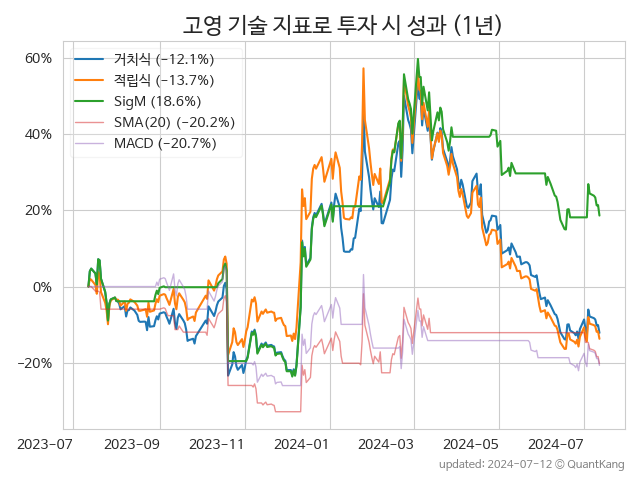 고영 기술 지표로 투자 시 성과 (1년)
60%
40%
20%
0%
−20%
거치식 (−12.1%)
적립식 (−13.7%)
SigM (18.6%)
SMA(20) (−20.2%)
MACD (−20.7%)
2023−07 2023−09 2023−11 2024−01 2024−03 2024−05 2024−07
updated: 2024−07−12 ⓒ QuantKang